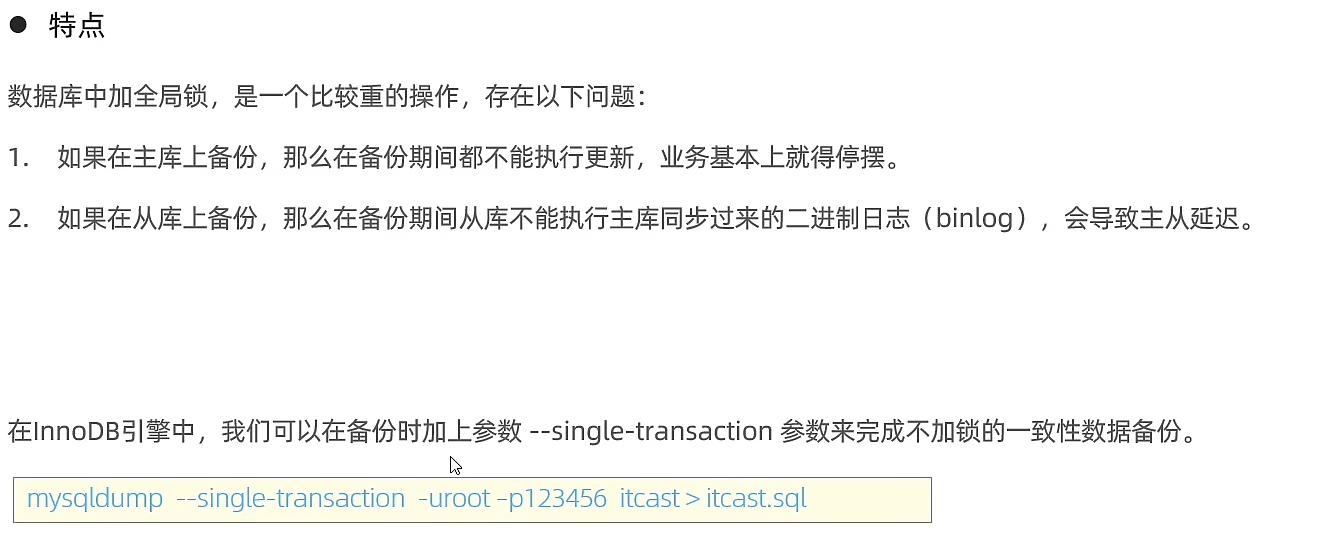 ● 特点
数据库中加全局锁，是一个比较重的操作，存在以下问题：
1. 如果在主库上备份，那么在备份期间都不能执行更新，业务基本上就得停摆。
2. 如果在从库上备份，那么在备份期间从库不能执行主库同步过来的二进制日志（binlog），会导致主从延迟。
在InnoDB引擎中，我们可以在备份时加上参数 --single-transaction 参数来完成不加锁的一致性数据备份。
mysqldump --single-transaction -uroot –p123456 itcast > itcast.sql